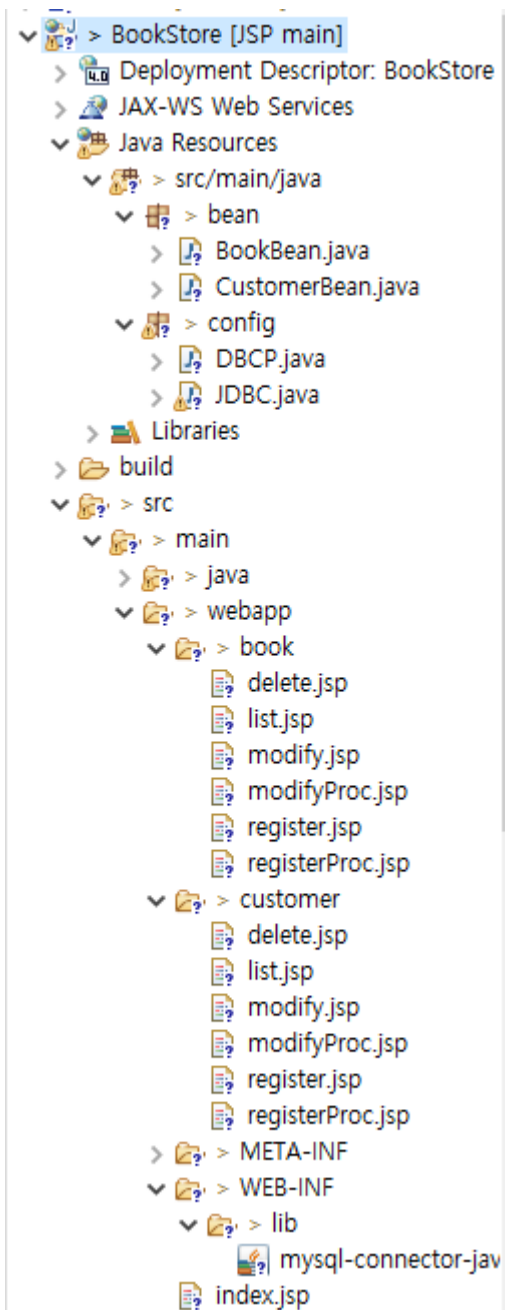 > BookStore [JSP main]
> Deployment Descriptor: BookStore
> JAX-WS Web Services
Java Resources
> src/main/java
> bean
> BookBean.java
> CustomerBean.java
> config
> DBCP.java
> JDBC.java
> Libraries
> build
> src
> main
> > java
> webapp
> book
delete.jsp
list.jsp
modify.jsp
modifyProc.jsp
register.jsp
registerProc.jsp
> customer
delete.jsp
list.jsp
modify.jsp
modifyProc.jsp
register.jsp
registerProc.jsp
> > META-INF
> WEB-INF
> lib
mysql-connector-jav
index.jsp